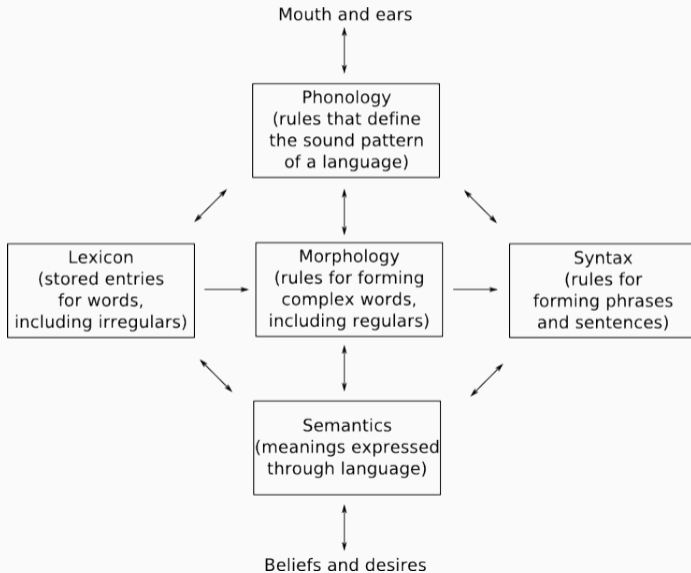 Mouth and ears
Phonology
(rules that define
the sound pattern
of a language)
Lexicon
(stored entries
for words,
including irregulars)
Morphology
(rules for forming
complex words,
including regulars)
Syntax
(rules for
forming phrases
and sentences)
Semantics
(meanings expressed
through language)
Beliefs and desires